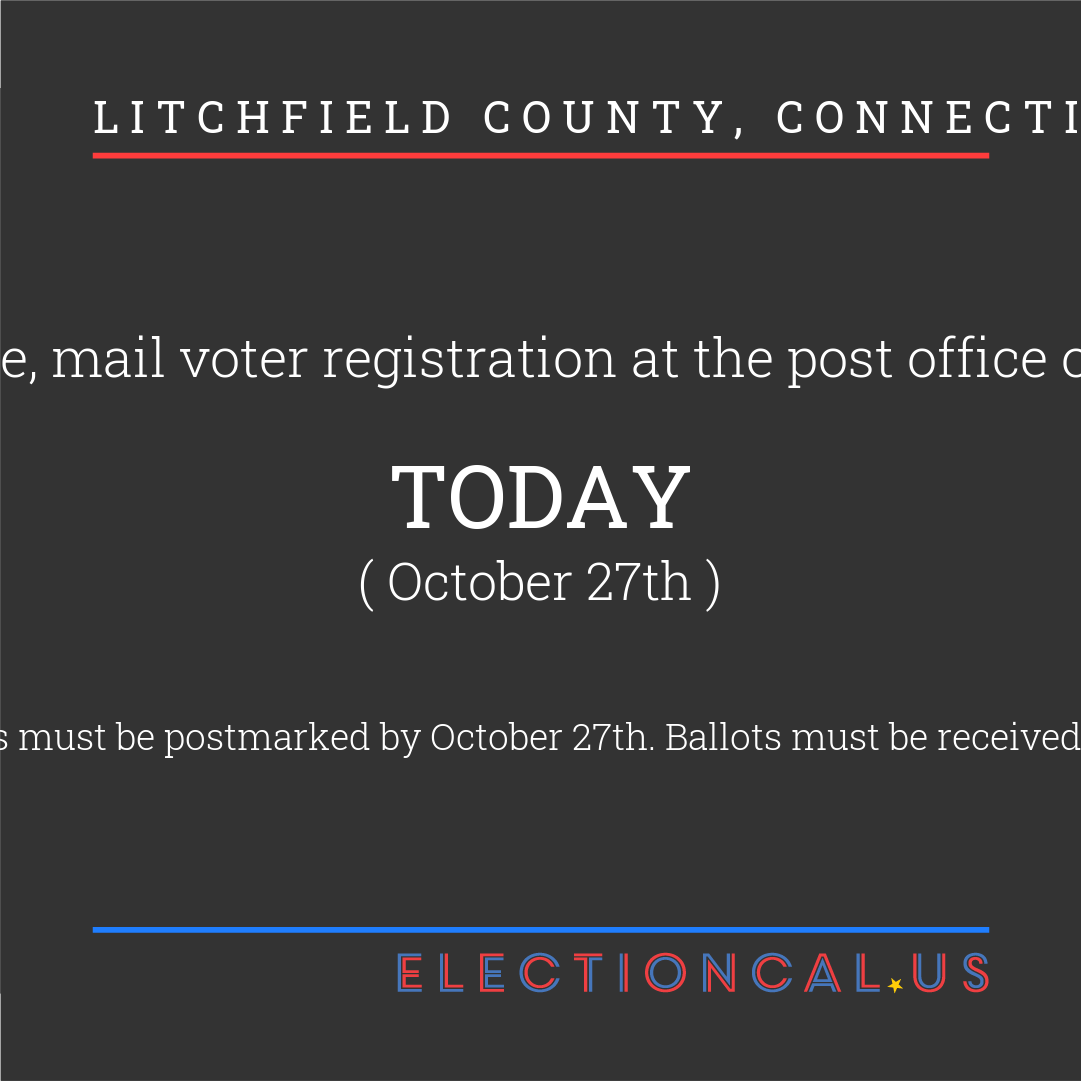 LITCHFIELD COUNTY, CONNECTI
e, mail voter registration at the post office
TODAY
( October 27th )
s must be postmarked by October 27th. Ballots must be received
ELECTIONCAL.US